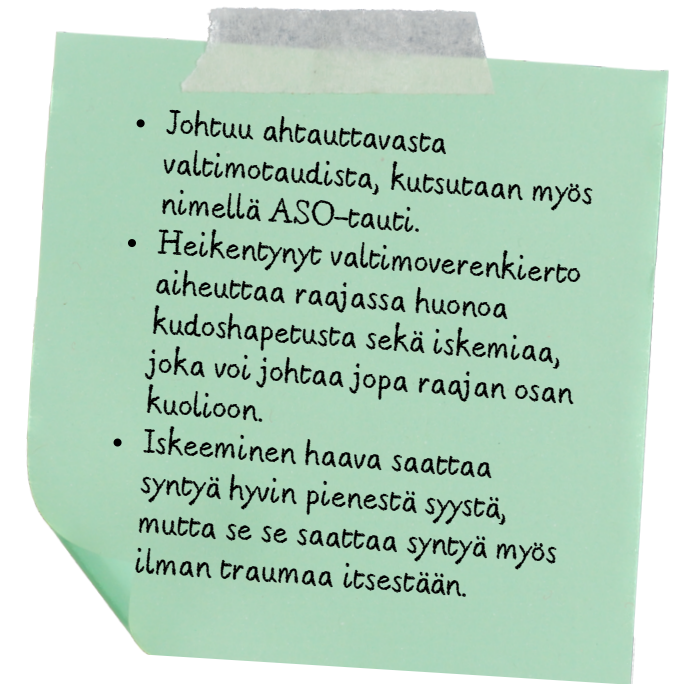 • Johtuu ahtauttavasta
valtimotaudista, kutsutaan myös
nimellä ASO-tauti.
• Heikentynyt valtimoverenkierto
aiheuttaa raajassa huonoa
kudoshapetusta sekä iskemiaa,
joka voi johtaa jopa raajan osan
kuolioon.
• Iskeeminen haava saattaa
syntyä hyvin pienestä syystä,
mutta se se saattaa syntyä myös
ilman traumaa itsestään.